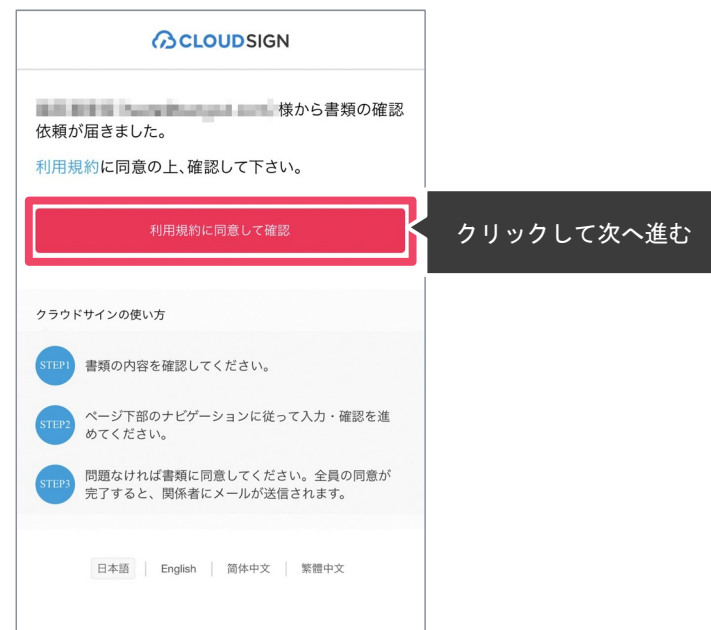 CLOUDSIGN
様から書類の確認
依頼が届きました。
利用規約に同意の上、確認して下さい。
利用規約に同意して確認
クリックして次へ進む
クラウドサインの使い方
STEP1 書類の内容を確認してください。
STEP2 ページ下部のナビゲーションに従って入力・確認を進
めてください。
STEP3 問題なければ書類に同意してください。全員の同意が
完了すると、関係者にメールが送信されます。
日本語 English 简体中文 繁體中文